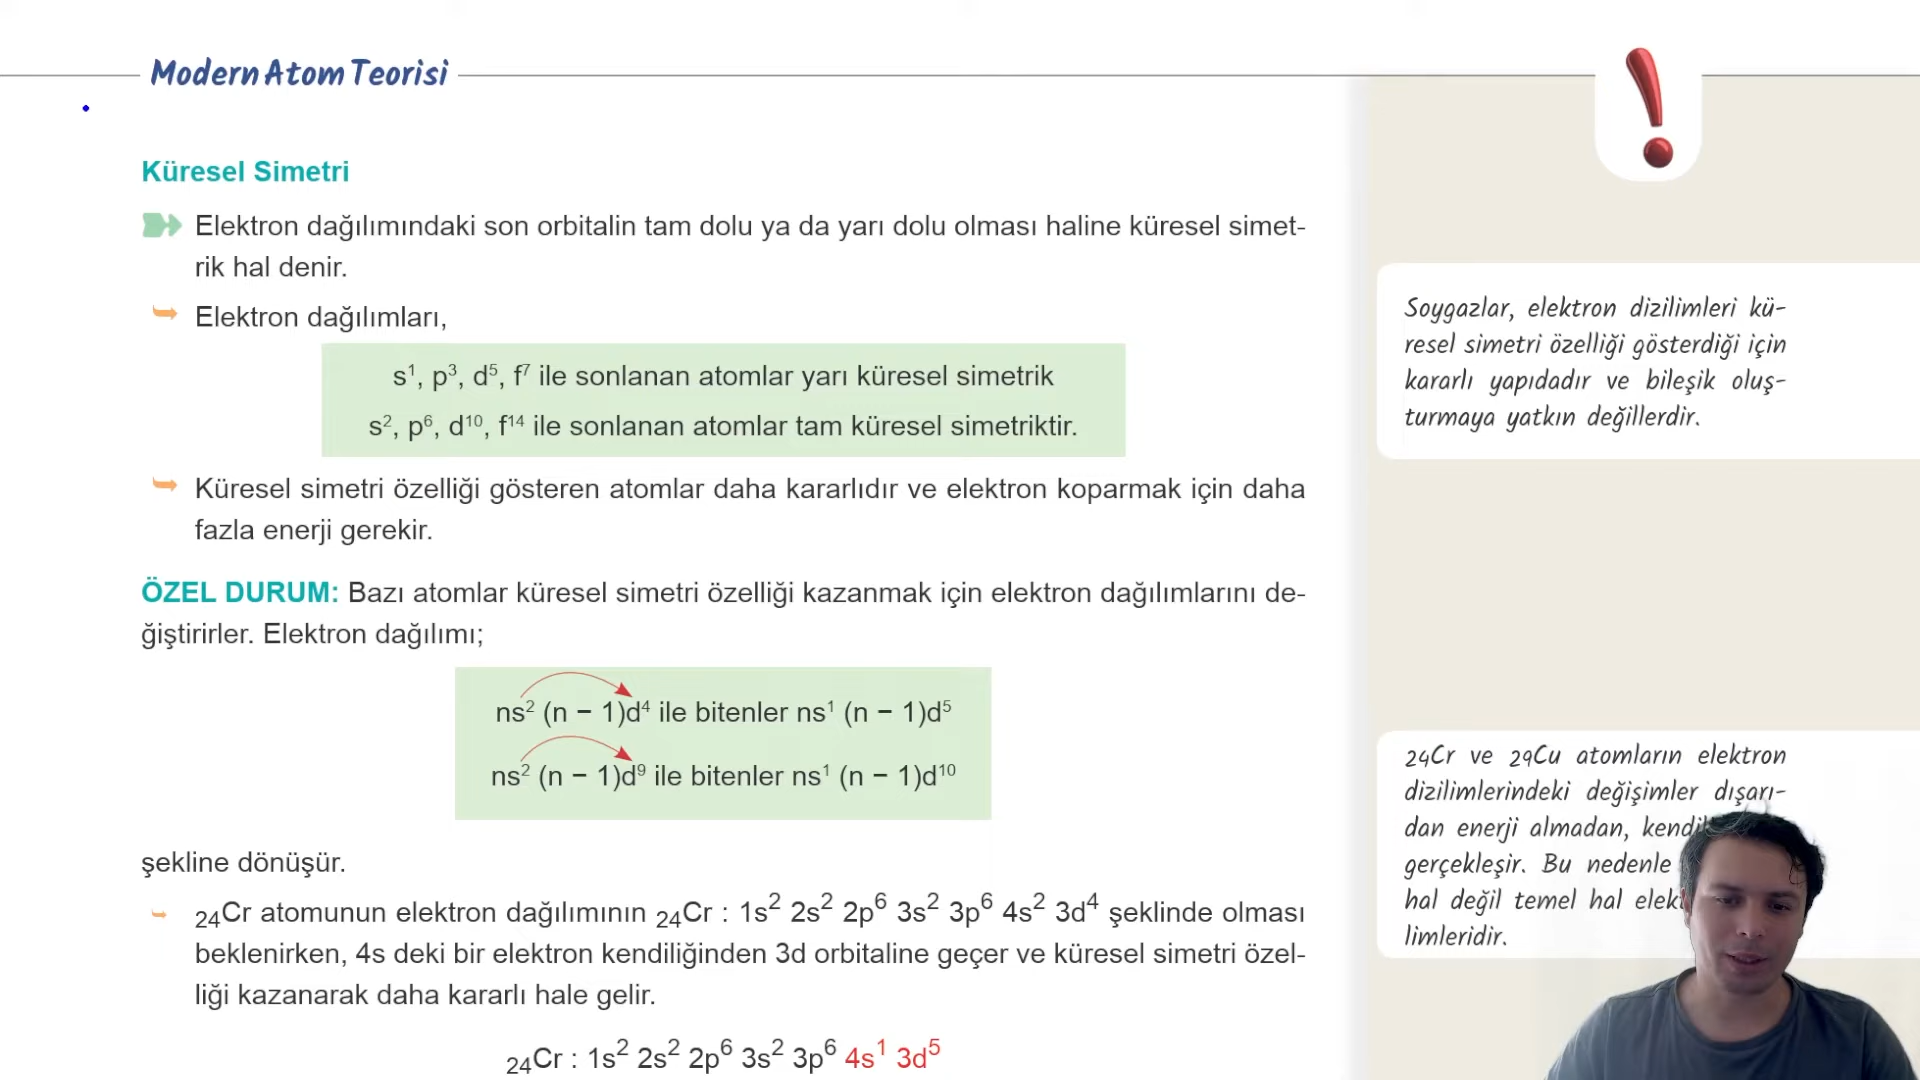 Modern Atom Teorisi
Küresel Simetri
Elektron dağılımındaki son orbitalin tam dolu ya da yarı dolu olması haline küresel simet-
rik hal denir.
Elektron dağılımları,
s¹, p³, d⁵, f⁷ ile sonlanan atomlar yarı küresel simetrik
s², p⁶, d¹⁰, f¹⁴ ile sonlanan atomlar tam küresel simetriktir.
Küresel simetri özelliği gösteren atomlar daha kararlıdır ve elektron koparmak için daha
fazla enerji gerekir.
ÖZEL DURUM: Bazı atomlar küresel simetri özelliği kazanmak için elektron dağılımlarını de-
ğiştirirler. Elektron dağılımı;
ns² (n − 1)d⁴ ile bitenler ns¹ (n − 1)d⁵
ns² (n − 1)d⁹ ile bitenler ns¹ (n − 1)d¹⁰
şekline dönüşür.
₂₄Cr atomunun elektron dağılımının ₂₄Cr : 1s² 2s² 2p⁶ 3s² 3p⁶ 4s² 3d⁴ şeklinde olması
beklenirken, 4s deki bir elektron kendiliğinden 3d orbitaline geçer ve küresel simetri özel-
liği kazanarak daha kararlı hale gelir.
₂₄Cr : 1s² 2s² 2p⁶ 3s² 3p⁶ 4s¹ 3d⁵
Soygazlar, elektron dizilimleri kü-
resel simetri özelliği gösterdiği için
kararlı yapıdadır ve bileşik oluş-
turmaya yatkın değillerdir.
₂₄Cr ve ₂₉Cu atomların elektron
dizilimlerindeki değişimler dışarı-
dan enerji almadan,
gerçekleşir. Bu nedenle
hal değil temel hal
limleridir.